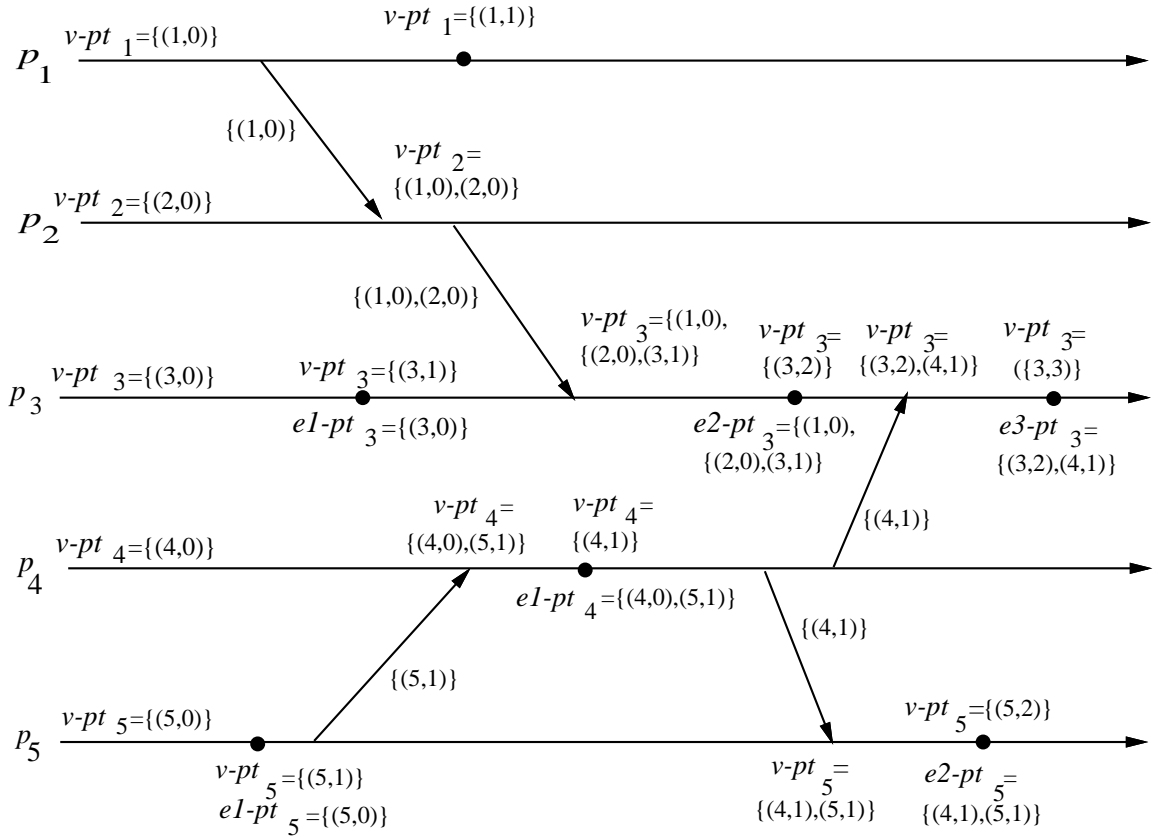 v-pt 1={(1,0)}
v-pt 1={(1,1)}
p1
{(1,0)}
v-pt 2=
{(1,0),(2,0)}
v-pt 2={(2,0)}
p2
{(1,0),(2,0)}
v-pt 3={(1,0),
{(2,0),(3,1)}
v-pt 3=
{(3,2)}
v-pt 3=
{(3,2),(4,1)}
v-pt 3=
({3,3)}
v-pt 3={(3,0)}
v-pt 3={(3,1)}
p3
e1-pt 3={(3,0)}
e2-pt 3={(1,0),
{(2,0),(3,1)}
e3-pt 3=
{(3,2),(4,1)}
v-pt 4=
{(4,0),(5,1)}
v-pt 4=
{(4,1)}
{(4,1)}
v-pt 4={(4,0)}
p4
e1-pt 4={(4,0),(5,1)}
{(4,1)}
{(5,1)}
v-pt 5={(5,0)}
v-pt 5={(5,2)}
p5
v-pt 5={(5,1)}
e1-pt 5={(5,0)}
v-pt 5=
{(4,1),(5,1)}
e2-pt 5=
{(4,1),(5,1)}